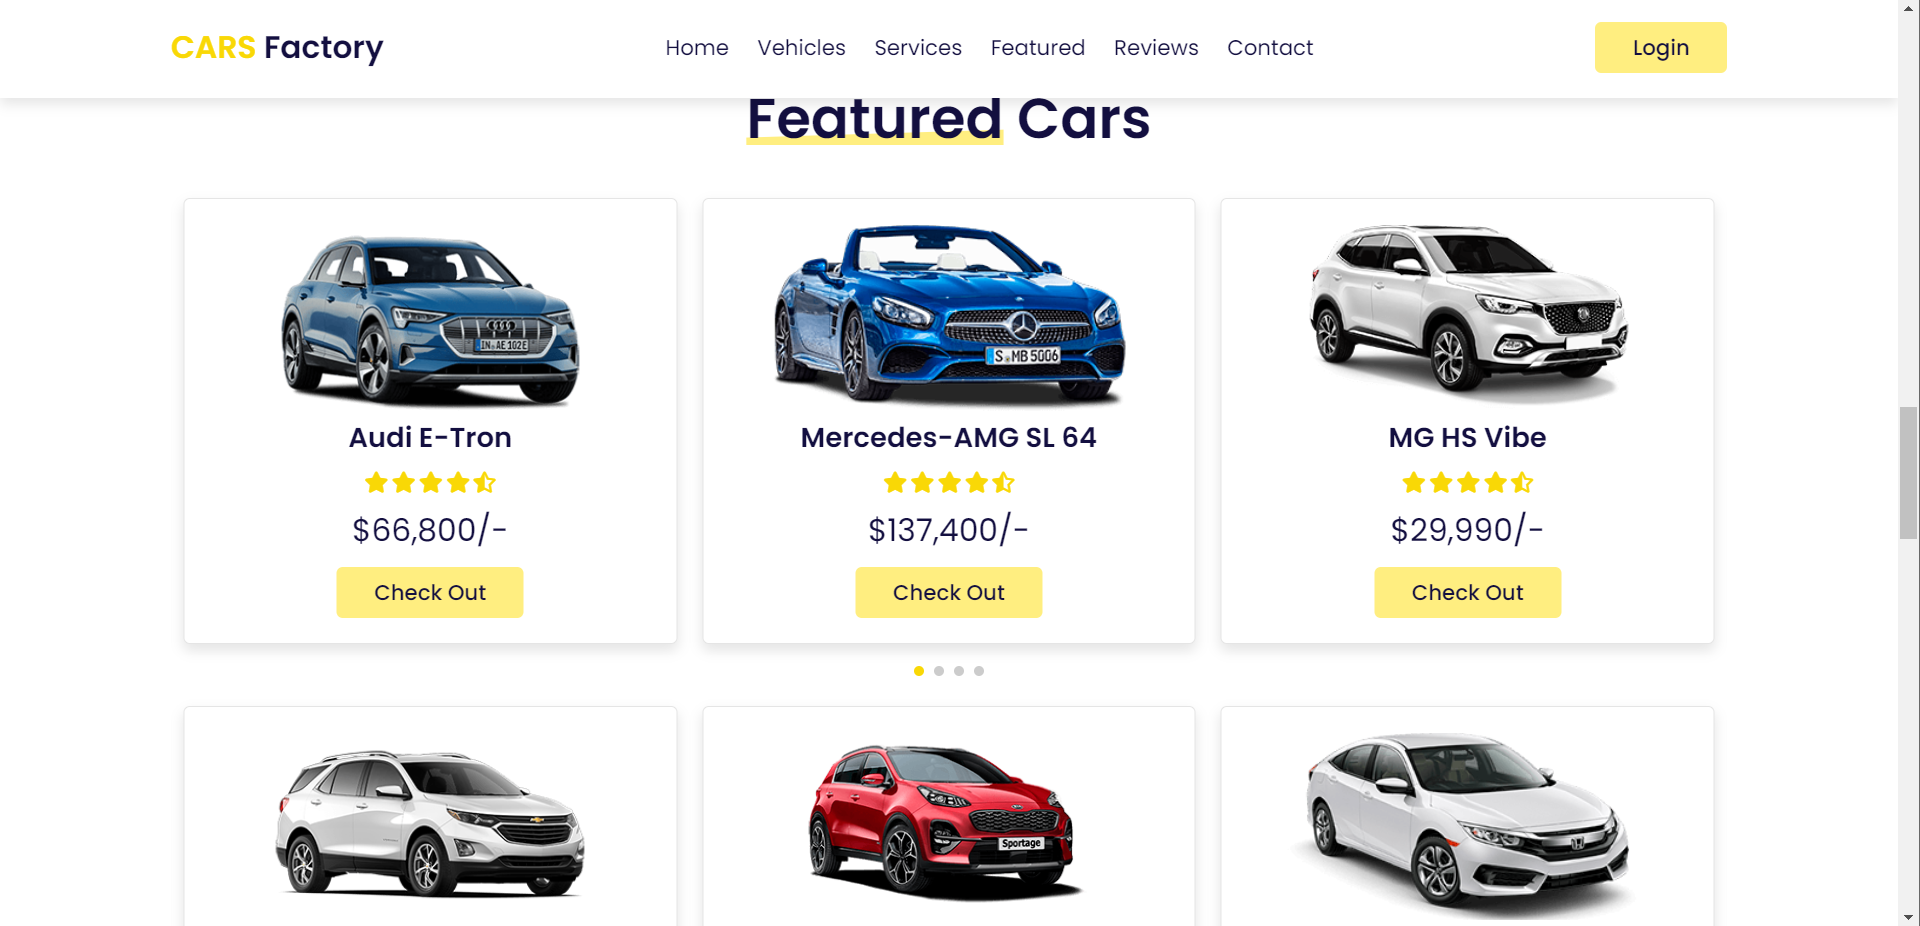 CARS Factory
Home Vehicles Services Featured Reviews Contact
Login
Featured Cars
IN AE 102E
S MB 5006
Audi E-Tron
Mercedes-AMG SL 64
MG HS Vibe
$66,800/-
$137,400/-
$29,990/-
Check Out
Check Out
Check Out
Sportage